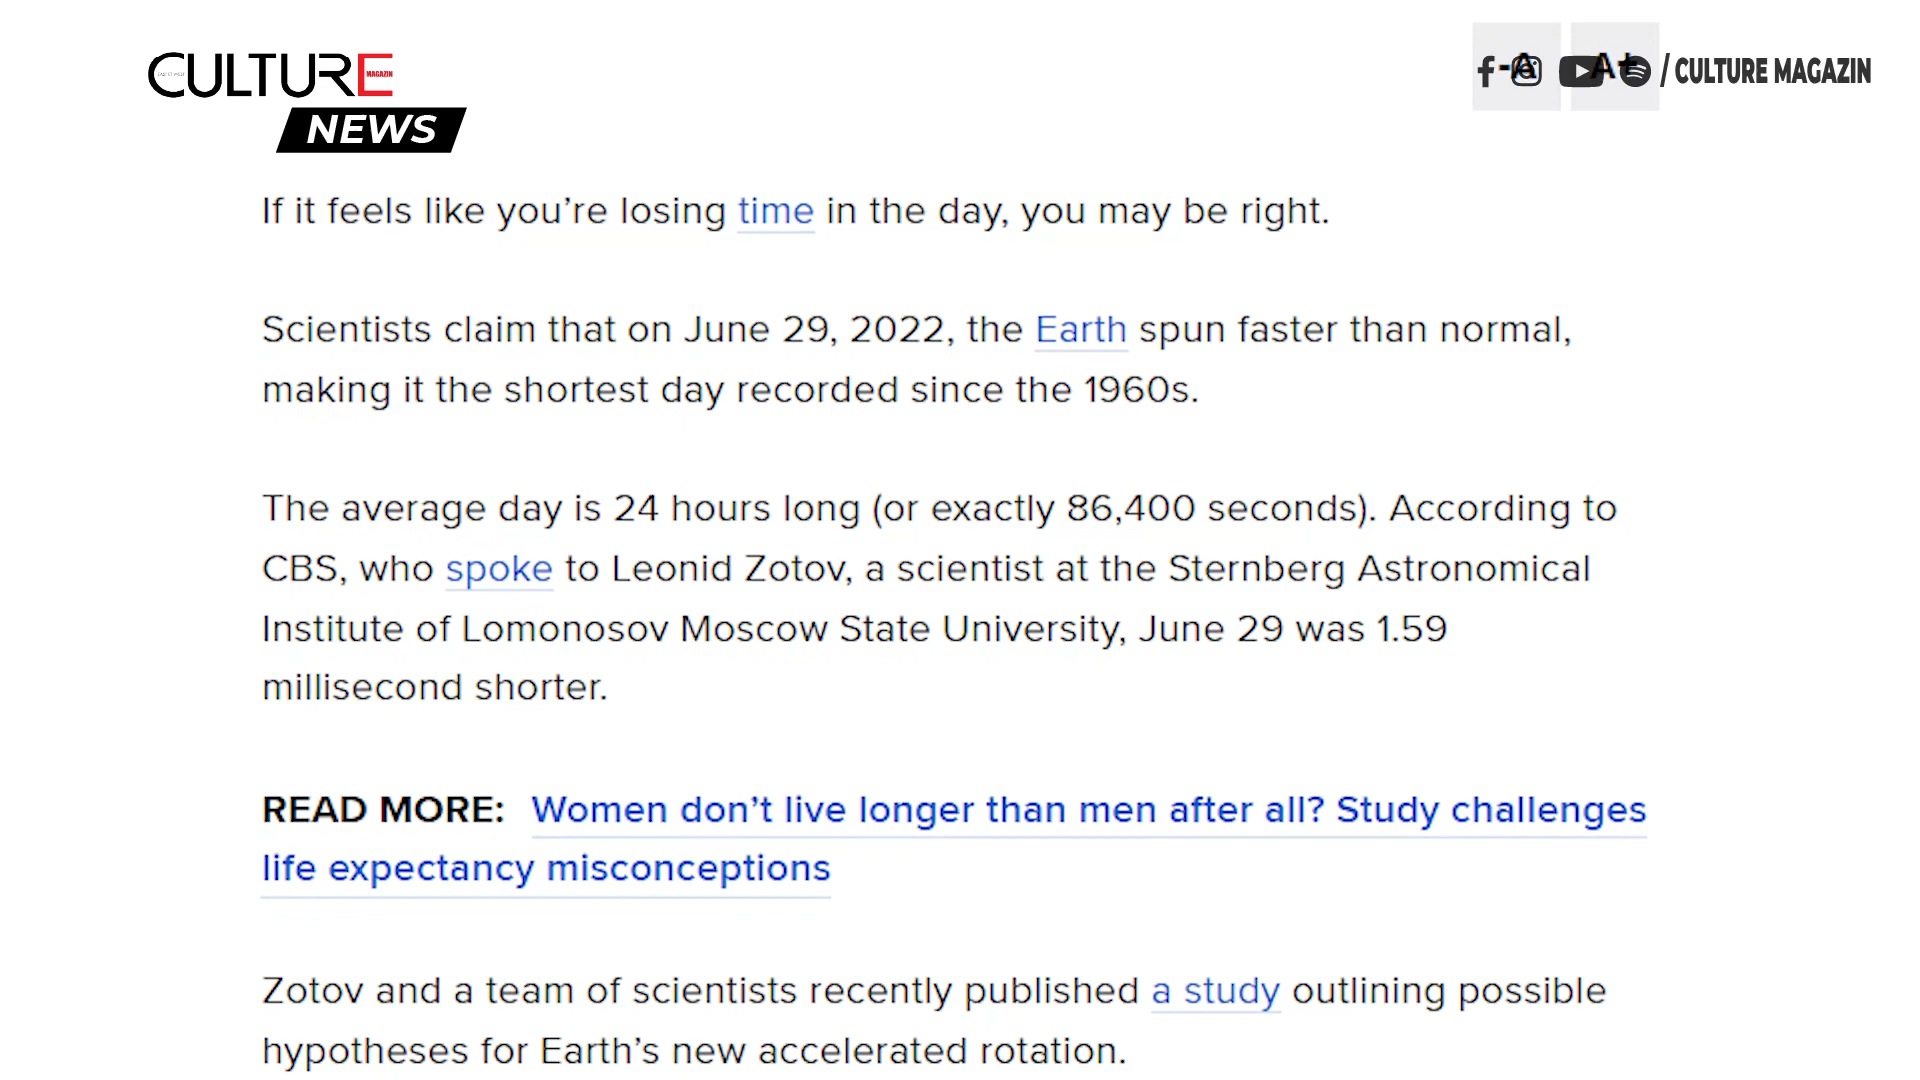 CULTURE
MAGAZIN
NEWS
-A A+
/ CULTURE MAGAZIN
If it feels like you’re losing time in the day, you may be right.
Scientists claim that on June 29, 2022, the Earth spun faster than normal,
making it the shortest day recorded since the 1960s.
The average day is 24 hours long (or exactly 86,400 seconds). According to
CBS, who spoke to Leonid Zotov, a scientist at the Sternberg Astronomical
Institute of Lomonosov Moscow State University, June 29 was 1.59
millisecond shorter.
READ MORE: Women don’t live longer than men after all? Study challenges
life expectancy misconceptions
Zotov and a team of scientists recently published a study outlining possible
hypotheses for Earth’s new accelerated rotation.